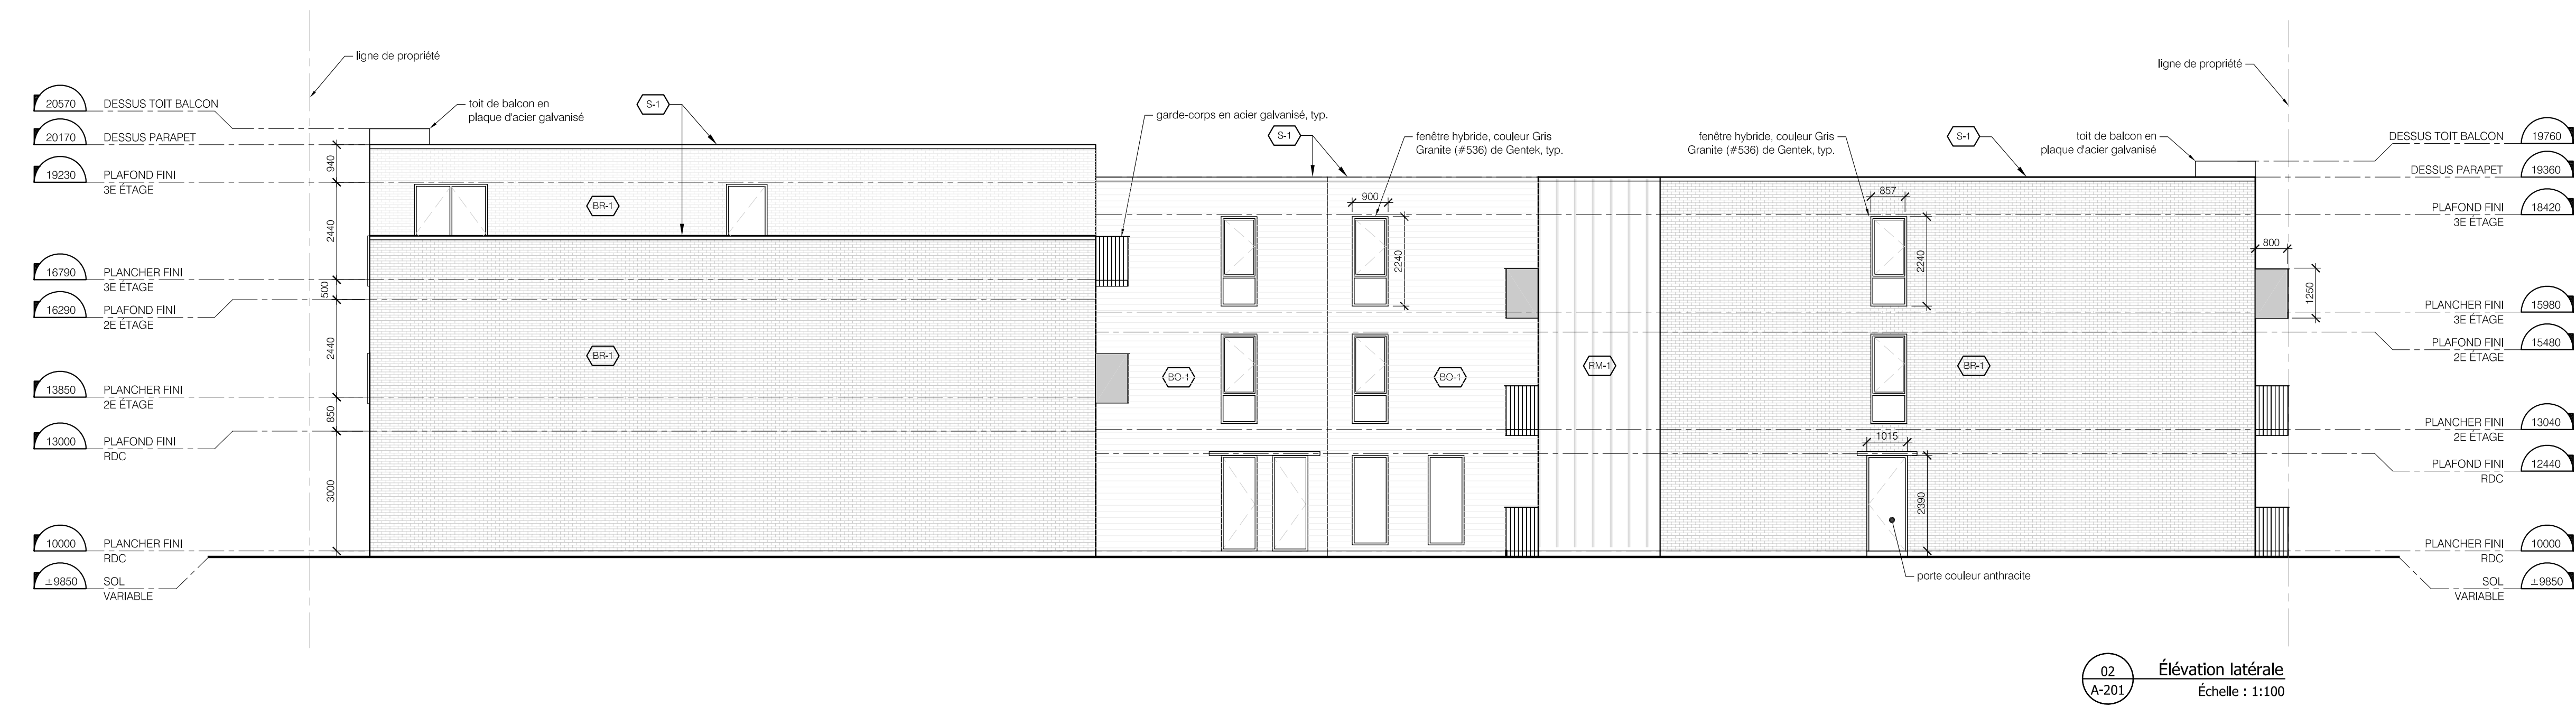 ligne de propriété
ligne de propriété
20570 DESSUS TOIT BALCON
20170 DESSUS PARAPET
19230 PLAFOND FINI
3E ÉTAGE
16790 PLANCHER FINI
3E ÉTAGE
16290 PLAFOND FINI
2E ÉTAGE
13850 PLANCHER FINI
2E ÉTAGE
13000 PLAFOND FINI
RDC
10000 PLANCHER FINI
RDC
±9850 SOL
VARIABLE
940
2440
500
2440
850
3000
toit de balcon en
plaque d'acier galvanisé
S-1
BR-1
BR-1
garde-corps en acier galvanisé, typ.
S-1
fenêtre hybride, couleur Gris
Granite (#536) de Gentek, typ.
900
2240
BO-1
BO-1
RM-1
fenêtre hybride, couleur Gris
Granite (#536) de Gentek, typ.
857
2240
S-1
BR-1
1015
2390
porte couleur anthracite
toit de balcon en
plaque d'acier galvanisé
800
1250
DESSUS TOIT BALCON 19760
DESSUS PARAPET 19360
PLAFOND FINI 18420
3E ÉTAGE
PLANCHER FINI 15980
3E ÉTAGE
PLAFOND FINI 15480
2E ÉTAGE
PLANCHER FINI 13040
2E ÉTAGE
PLAFOND FINI 12440
RDC
PLANCHER FINI 10000
RDC
SOL ±9850
VARIABLE
02 Élévation latérale
A-201 Échelle : 1:100